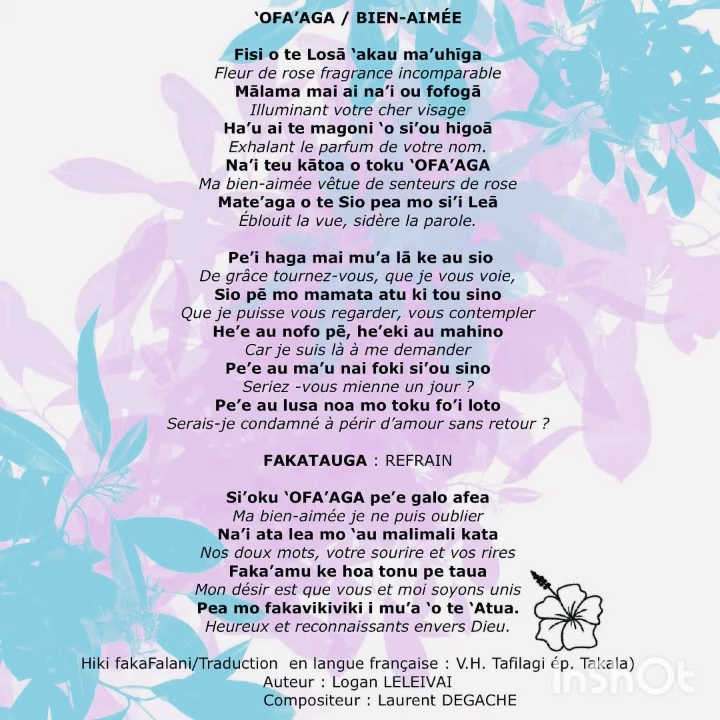 ‘OFA’AGA / BIEN-AIMÉE
Fisi o te Losā ‘akau ma’uhīga
Fleur de rose fragrance incomparable
Mālama mai ai na’i ou fofogā
Illuminant votre cher visage
Ha’u ai te magoni ‘o si’ou higoā
Exhalant le parfum de votre nom.
Na’i teu kātoa o toku ‘OFA’AGA
Ma bien-aimée vêtue de senteurs de rose
Mate’aga o te Sio pea mo si’i Leā
Éblouit la vue, sidère la parole.
Pe’i haga mai mu’a lā ke au sio
De grâce tournez-vous, que je vous voie,
Sio pē mo mamata atu ki tou sino
Que je puisse vous regarder, vous contempler
He’e au nofo pē, he’eki au mahino
Car je suis là à me demander
Pe’e au ma’u nai foki si’ou sino
Seriez -vous mienne un jour ?
Pe’e au lusa noa mo toku fo’i loto
Serais-je condamné à périr d’amour sans retour ?
FAKATAUGA : REFRAIN
Si’oku ‘OFA’AGA pe’e galo afea
Ma bien-aimée je ne puis oublier
Na’i ata lea mo ‘au malimali kata
Nos doux mots, votre sourire et vos rires
Faka’amu ke hoa tonu pe taua
Mon désir est que vous et moi soyons unis
Pea mo fakavikiviki i mu’a ‘o te ‘Atua.
Heureux et reconnaissants envers Dieu.
Hiki fakaFalani/Traduction en langue française : V.H. Tafilagi ép. Takala)
Auteur : Logan LELEIVAI
Compositeur : Laurent DEGACHE
InShOt